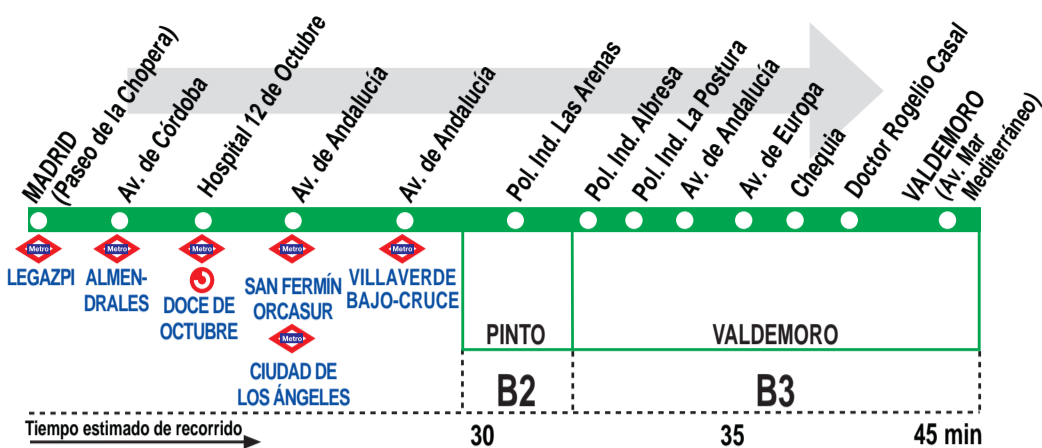 MADRID
(Paseo de la Chopera)
Av. de Córdoba
Hospital 12 de Octubre
Av. de Andalucía
Av. de Andalucía
Pol. Ind. Las Arenas
Pol. Ind. Albresa
Pol. Ind. La Postura
Av. de Andalucía
Av. de Europa
Chequia
Doctor Rogelio Casal
VALDEMORO
(Av. Mar
Mediterráneo)
Metro
LEGAZPI
Metro
ALMEN-
DRALES
Metro
DOCE DE
OCTUBRE
Metro
SAN FERMÍN
ORCASUR
Metro
CIUDAD DE
LOS ÁNGELES
Metro
VILLAVERDE
BAJO-CRUCE
PINTO
VALDEMORO
B2
B3
Tiempo estimado de recorrido
30
35
45 min